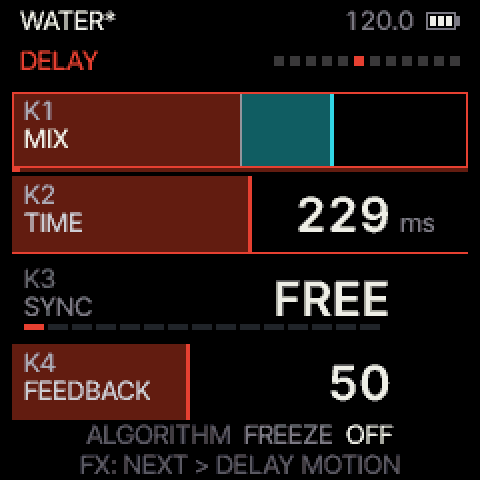 WATER* 120.0
DELAY
K1
MIX
K2
TIME 229 ms
K3
SYNC FREE
K4
FEEDBACK 50
ALGORITHM FREEZE OFF
FX: NEXT > DELAY MOTION